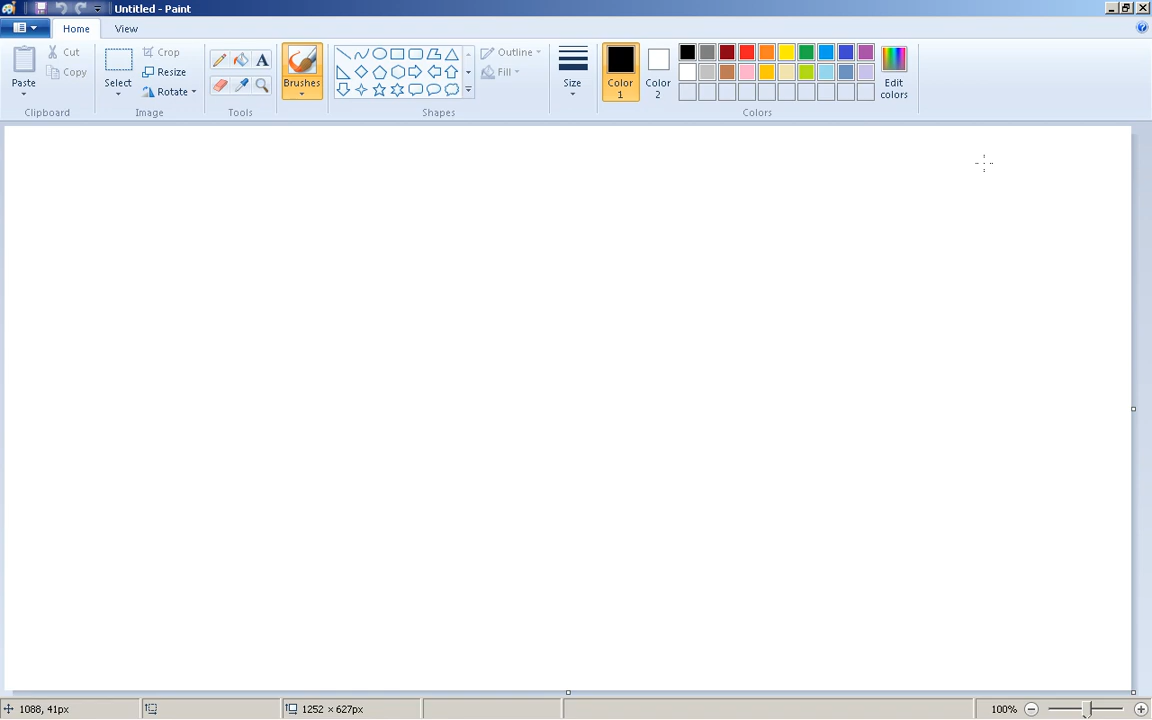 Untitled - Paint
Home View
Paste Cut Copy Clipboard
Select Crop Resize Rotate Image
A
Tools
Brushes
Shapes
Outline Fill
Size
Color 1 Color 2
Edit colors
Colors
1088, 41px 1252 × 627px 100%